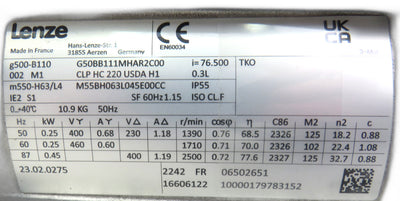 Lenze
Made in France
Hans-Lenze-Str. 1
31855 Aerzen Germany
CE
EN60034
UK
CA
g500-B110 G50BB111MHAR2C00 i= 76.500 TKO
002 M1 CLP HC 220 USDA H1 0.3L
m550-H63/L4 M55BH063L045E00CC IP55
IE2 S1 SF 60Hz 1.15 ISO CL.F
0..+40°C 10.9 KG 50Hz
Hz kW V Y A Y V Δ A Δ r/min cosφ % C86 M2 n2 c
50 0.25 400 0.68 230 1.18 1390 0.76 68.5 2326 125 18.2 0.88
60 0.25 460 0.60 1710 0.71 70.0 2326 102 22.4 1.08
87 0.45 400 1.19 2500 0.72 77.6 2327 125 32.7 0.88
23.02.0275
2242 FR 06502651
16606122 10000179783152